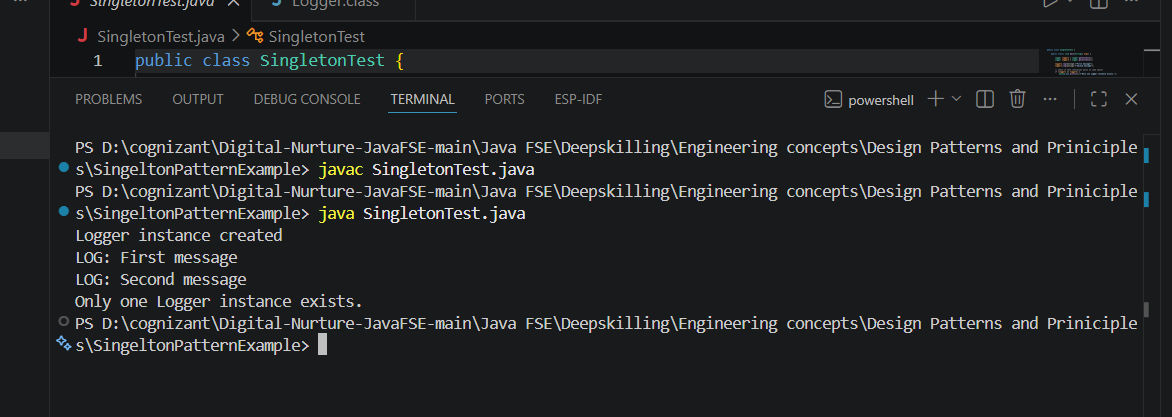 SingletonTest.java
Logger.class
SingletonTest.java > SingletonTest
1 public class SingletonTest {
PROBLEMS OUTPUT DEBUG CONSOLE TERMINAL PORTS ESP-IDF powershell
PS D:\cognizant\Digital-Nurture-JavaFSE-main\Java FSE\Deepskilling\Engineering concepts\Design Patterns and Priniciple
s\SingeltonPatternExample> javac SingletonTest.java
PS D:\cognizant\Digital-Nurture-JavaFSE-main\Java FSE\Deepskilling\Engineering concepts\Design Patterns and Priniciple
s\SingeltonPatternExample> java SingletonTest.java
Logger instance created
LOG: First message
LOG: Second message
Only one Logger instance exists.
PS D:\cognizant\Digital-Nurture-JavaFSE-main\Java FSE\Deepskilling\Engineering concepts\Design Patterns and Priniciple
s\SingeltonPatternExample>